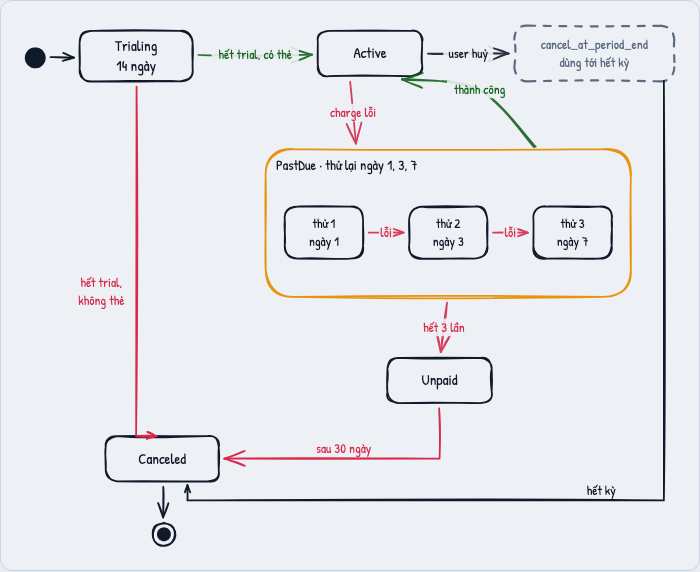 Trialing
14 ngày
hết trial, có thẻ
Active
user huỷ
cancel_at_period_end
dùng tới hết kỳ
thành công
charge lỗi
PastDue · thử lại ngày 1, 3, 7
thử 1
ngày 1
lỗi
thử 2
ngày 3
lỗi
thử 3
ngày 7
hết trial,
không thẻ
hết 3 lần
Unpaid
sau 30 ngày
Canceled
hết kỳ